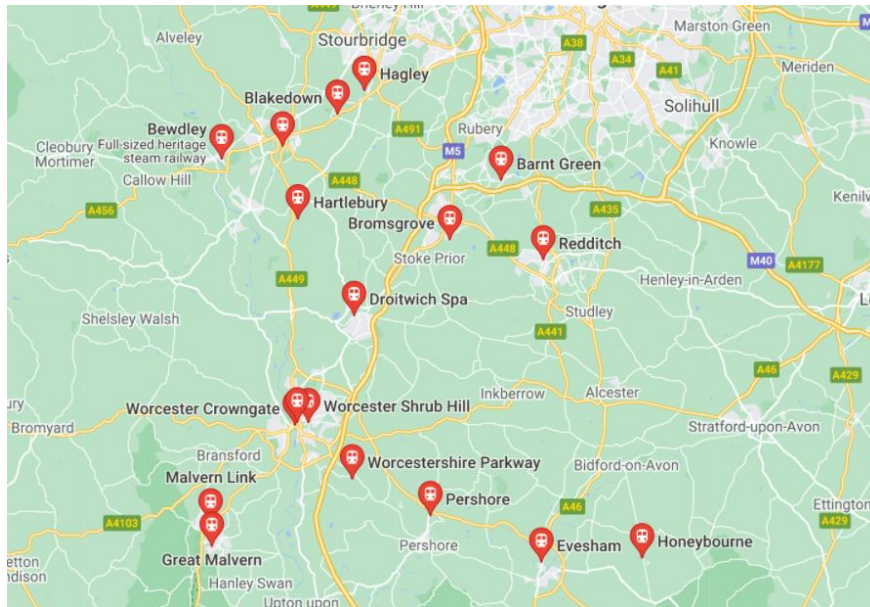 Alveley
Stourbridge
A38
Marston Green
A34
A41
Meriden
Hagley
Solihull
Blakedown
Bewdley
Full-sized heritage
steam railway
Cleobury
Mortimer
A491
Rubery
M5
Knowle
Callow Hill
A448
Barnt Green
Hartlebury
A456
A435
Bromsgrove
A448
Redditch
Stoke Prior
M40
A4177
A449
Henley-in-Arden
Droitwich Spa
Shelsley Walsh
Studley
A441
A46
A429
Inkberrow
Alcester
Worcester Crowngate
Worcester Shrub Hill
Bromyard
Stratford-upon-Avon
Bransford
Worcestershire Parkway
Bidford-on-Avon
Malvern Link
Pershore
A46
Ettington
A4103
A429
Great Malvern
Pershore
Evesham
Honeybourne
Hanley Swan
Upton upon